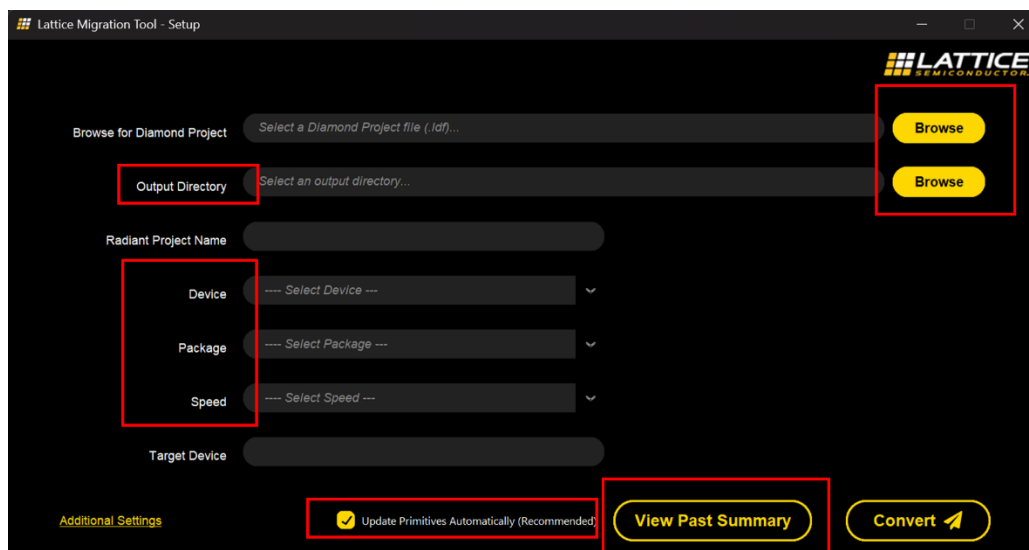 Lattice Migration Tool - Setup
LATTICE
SEMICONDUCTOR.
Browse for Diamond Project
Select a Diamond Project file (.ldf)...
Browse
Output Directory
Select an output directory...
Browse
Radiant Project Name
Device
---- Select Device ---
Package
---- Select Package ---
Speed
---- Select Speed ---
Target Device
Additional Settings
Update Primitives Automatically (Recommended)
View Past Summary
Convert